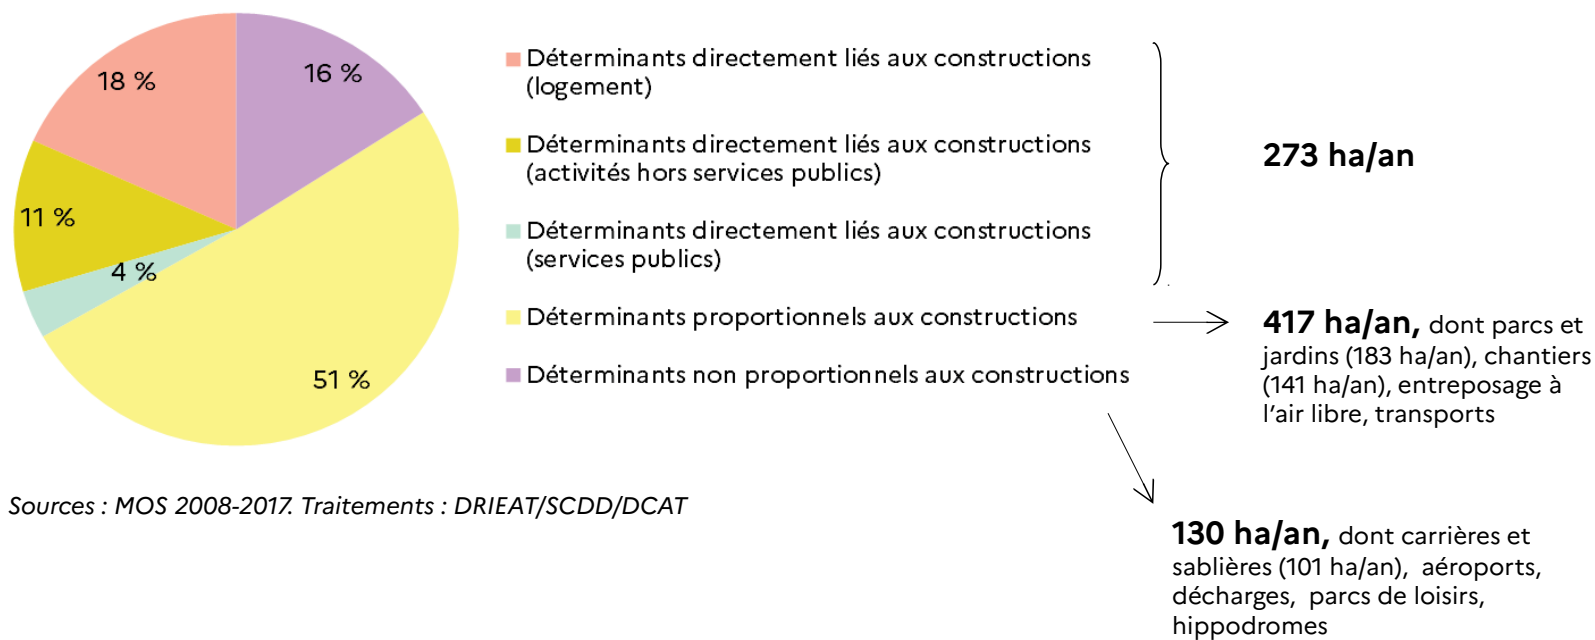 18 %
16 %
11 %
4 %
51 %
Déterminants directement liés aux constructions
(logement)
Déterminants directement liés aux constructions
(activités hors services publics)
Déterminants directement liés aux constructions
(services publics)
Déterminants proportionnels aux constructions
Déterminants non proportionnels aux constructions
273 ha/an
417 ha/an, dont parcs et
jardins (183 ha/an), chantiers
(141 ha/an), entreposage à
l’air libre, transports
130 ha/an, dont carrières et
sablières (101 ha/an), aéroports,
décharges, parcs de loisirs,
hippodromes
Sources : MOS 2008-2017. Traitements : DRIEAT/SCDD/DCAT